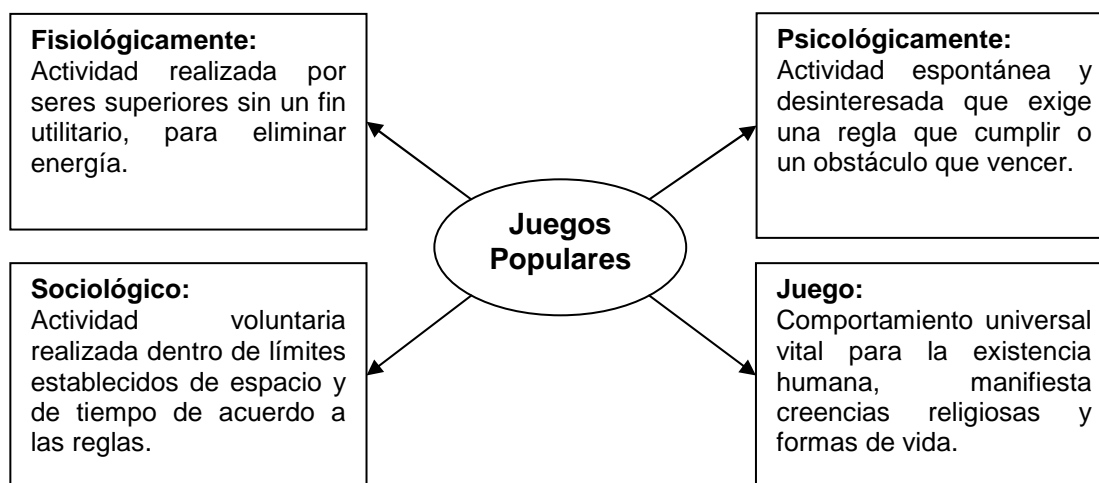 Fisiológicamente:
Actividad realizada por
seres superiores sin un fin
utilitario, para eliminar
energía.
Psicológicamente:
Actividad espontánea y
desinteresada que exige
una regla que cumplir o
un obstáculo que vencer.
Juegos
Populares
Sociológico:
Actividad voluntaria
realizada dentro de límites
establecidos de espacio y
de tiempo de acuerdo a
las reglas.
Juego:
Comportamiento universal
vital para la existencia
humana, manifiesta
creencias religiosas y
formas de vida.